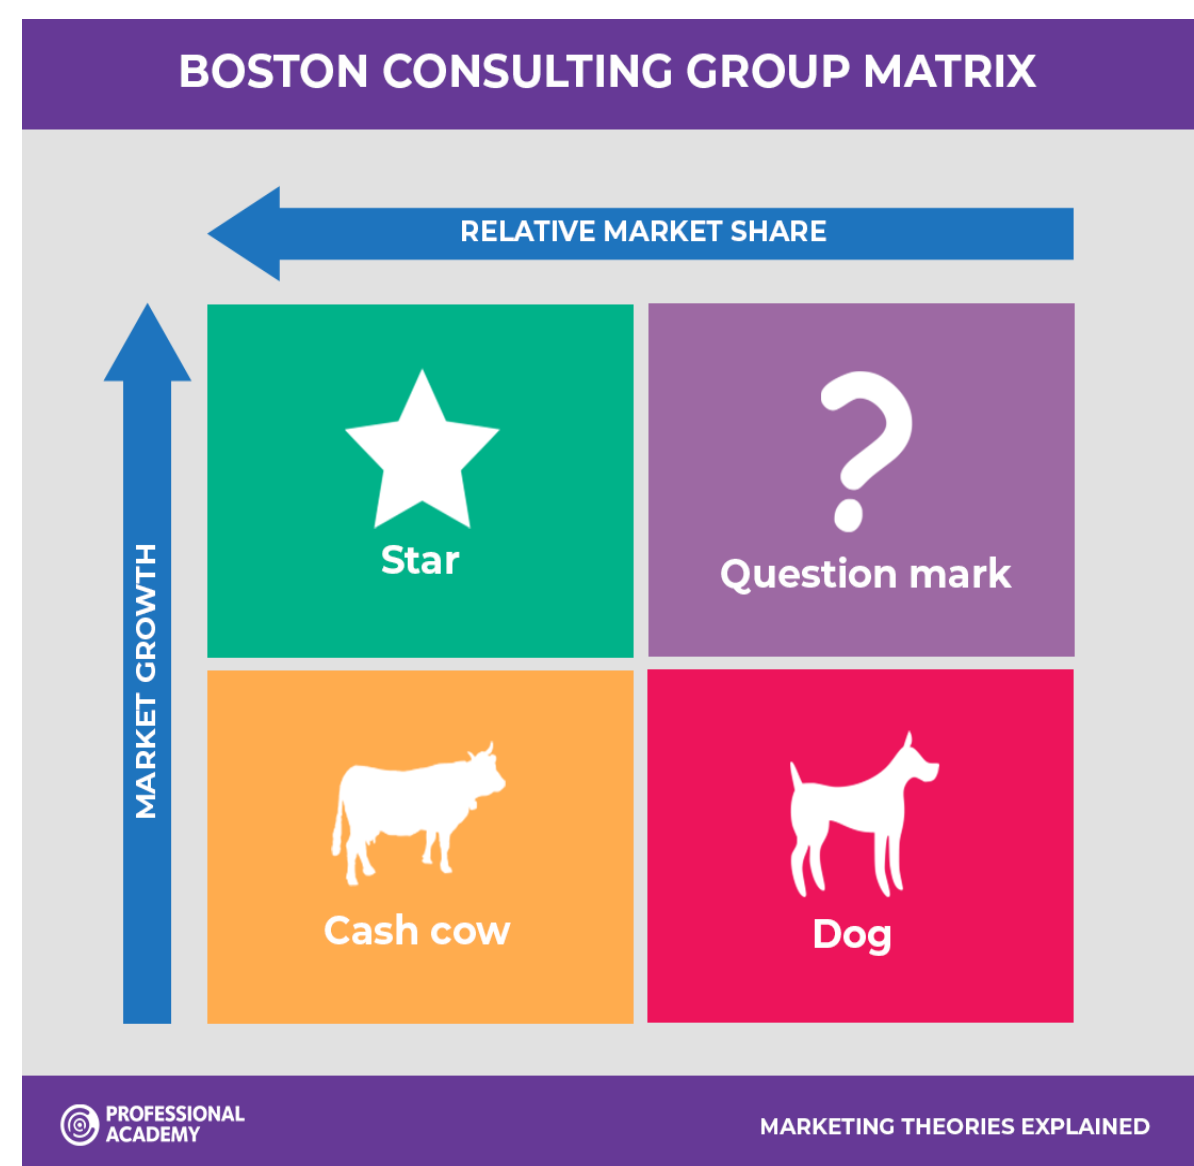 BOSTON CONSULTING GROUP MATRIX
RELATIVE MARKET SHARE
MARKET GROWTH
Star
Question mark
Cash cow
Dog
PROFESSIONAL
ACADEMY
MARKETING THEORIES EXPLAINED